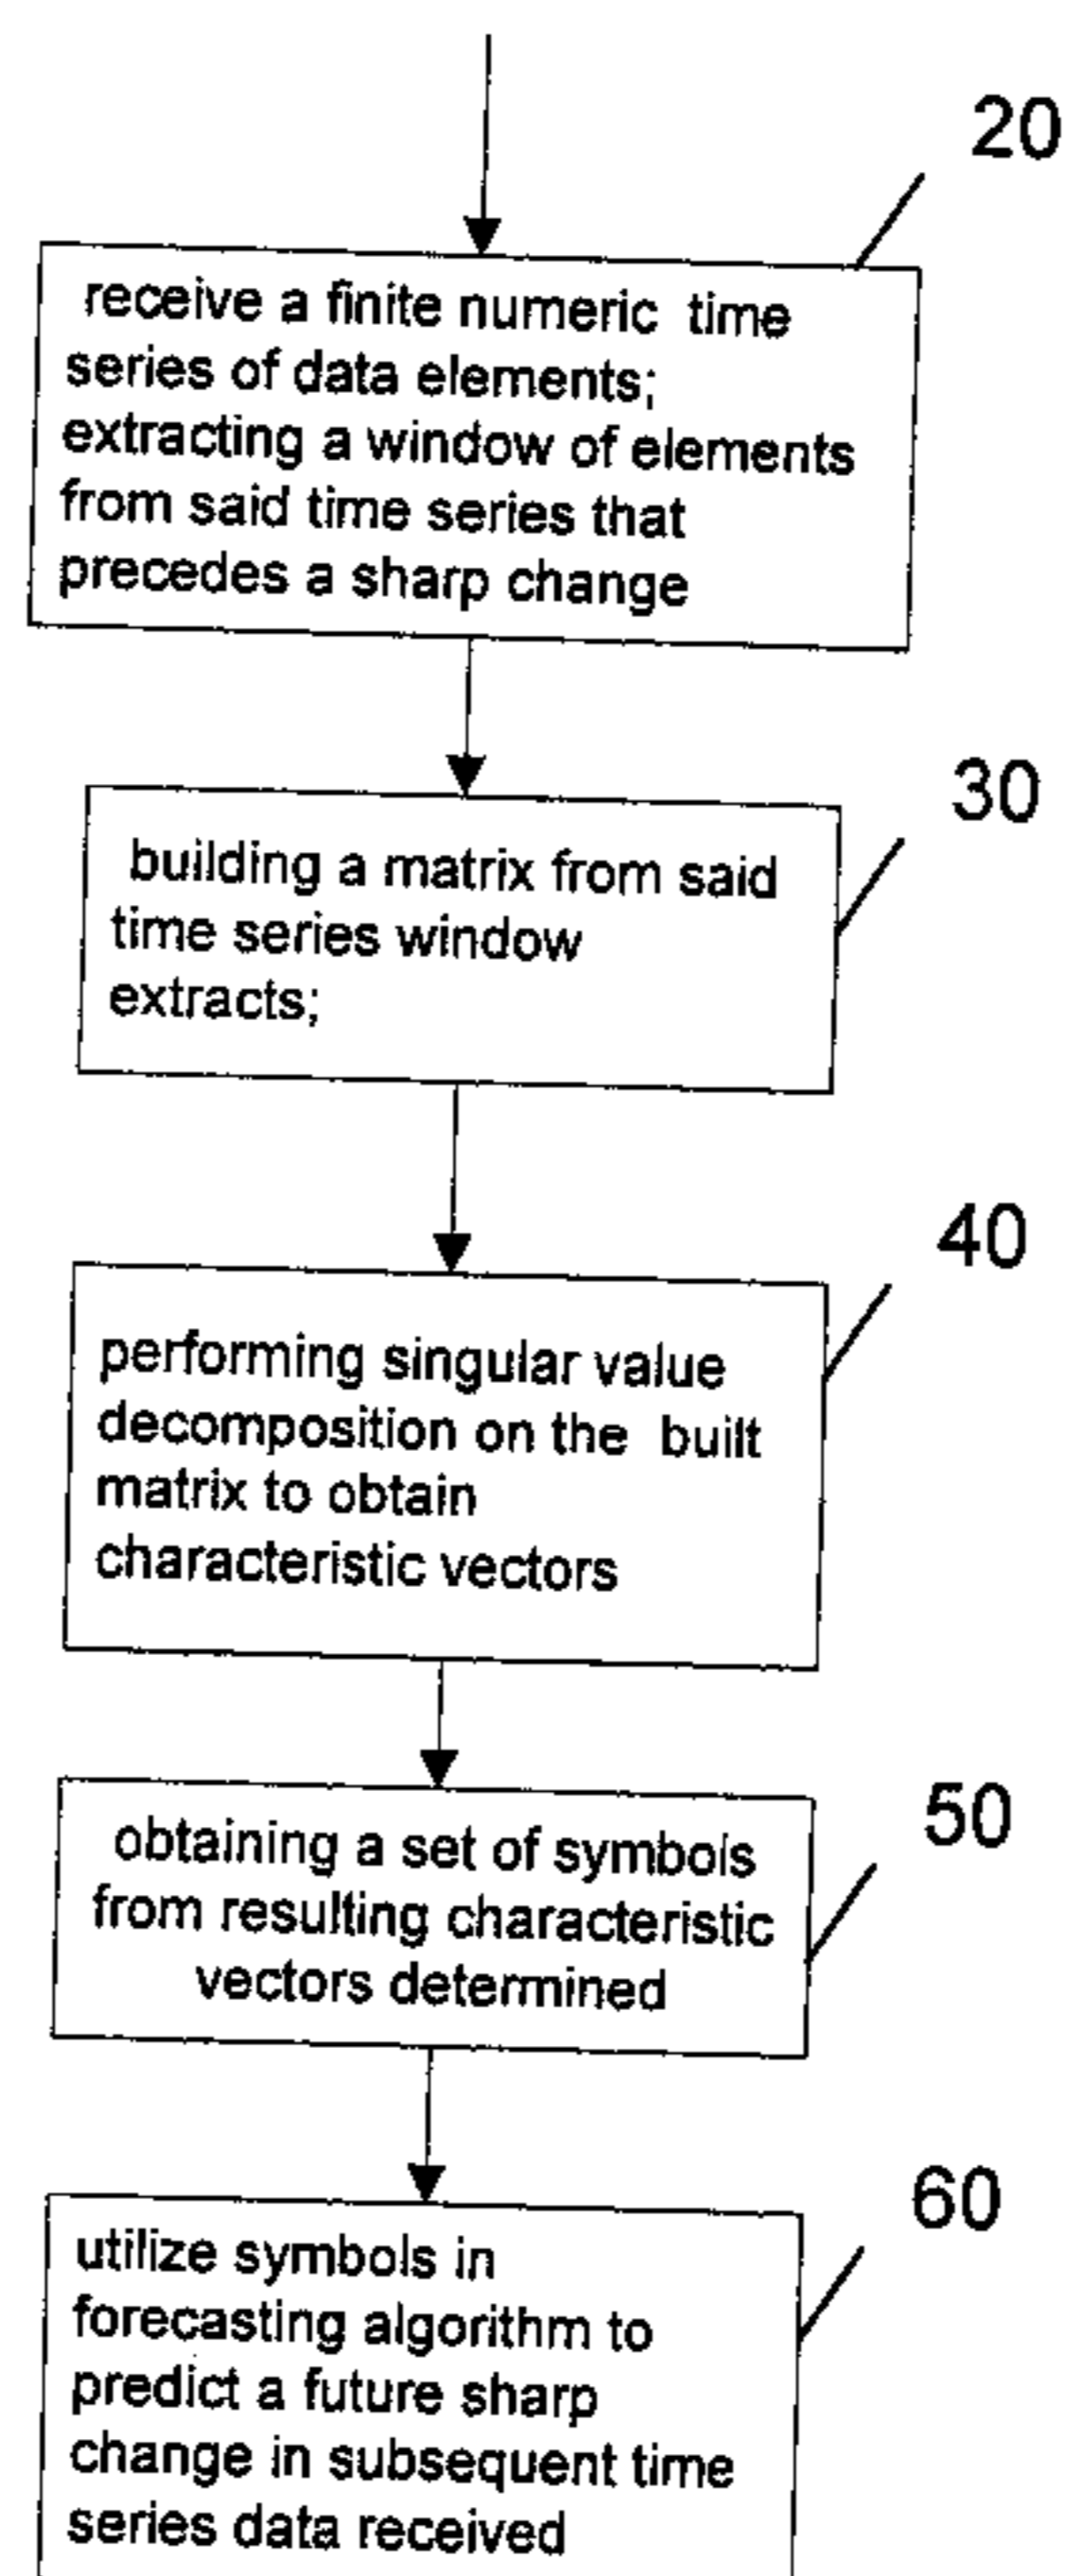 20
receive a finite numeric time
series of data elements;
extracting a window of elements
from said time series that
precedes a sharp change
30
building a matrix from said
time series window
extracts;
40
performing singular value
decomposition on the built
matrix to obtain
characteristic vectors
50
obtaining a set of symbols
from resulting characteristic
vectors determined
60
utilize symbols in
forecasting algorithm to
predict a future sharp
change in subsequent time
series data received